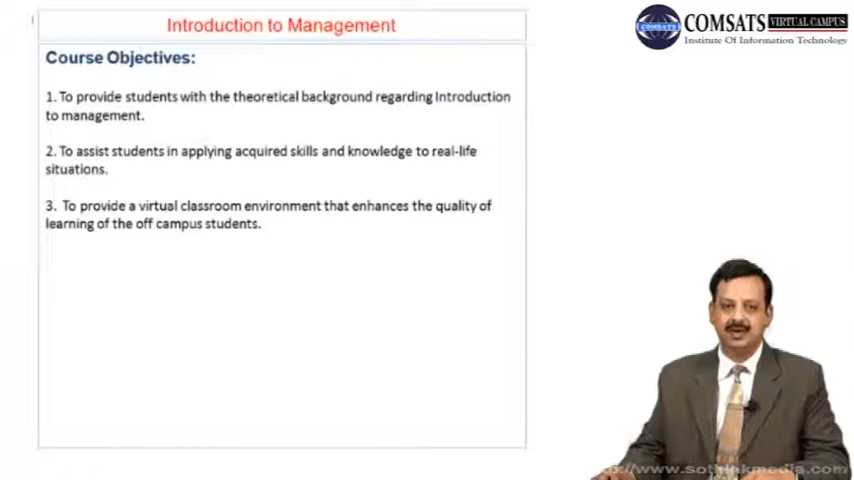 Introduction to Management
COMSATS VIRTUAL CAMPUS
Institute Of Information Technology
COMSATS
Course Objectives:
1. To provide students with the theoretical background regarding Introduction
to management.
2. To assist students in applying acquired skills and knowledge to real-life
situations.
3. To provide a virtual classroom environment that enhances the quality of
learning of the off campus students.